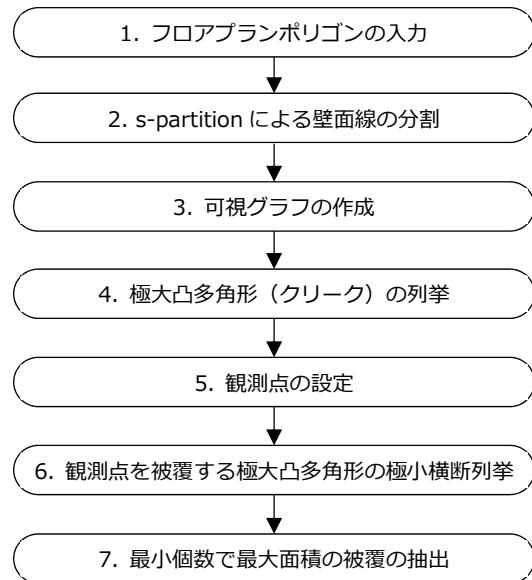 1. フロアプランポリゴンの入力
2. s-partition による壁面線の分割
3. 可視グラフの作成
4. 極大凸多角形（クリーク）の列挙
5. 観測点の設定
6. 観測点を被覆する極大凸多角形の極小横断列挙
7. 最小個数で最大面積の被覆の抽出